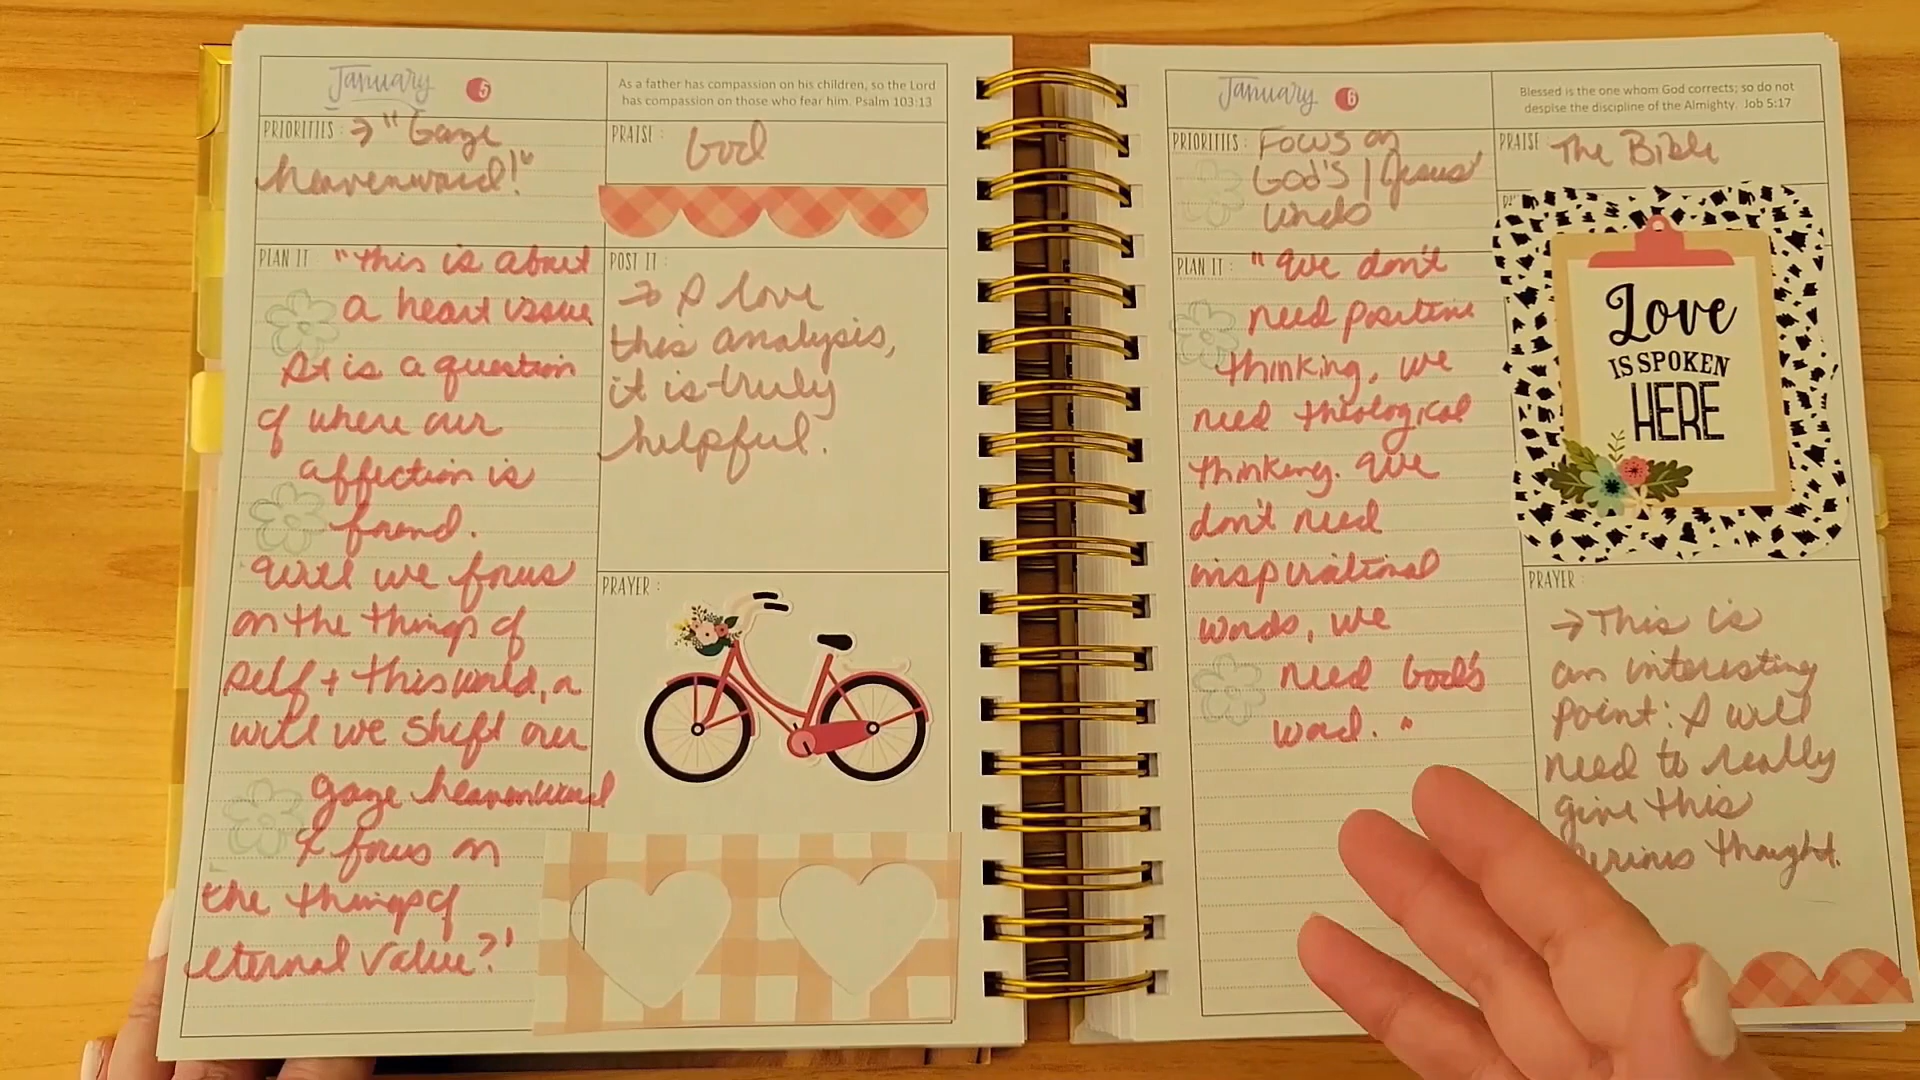 January 5
As a father has compassion on his children, so the Lord
has compassion on those who fear him. Psalm 103:13
PRIORITIES : → "Gaze
heavenward!"
PRAISE : God
PLAN IT : "this is about
a heart issue
It is a question
of where our
affection is
found.
Will we focus
on the things of
self + this world, or
will we shift our
gaze heavenward
& focus on
the things of
eternal value?"
POST IT :
→ I love
this analysis,
it is truly
helpful.
PRAYER :
January 6
Blessed is the one whom God corrects; so do not
despise the discipline of the Almighty. Job 5:17
PRIORITIES : Focus on
God's / Jesus'
words
PRAISE : The Bible
PLAN IT : "We don't
need positive
thinking, we
need theological
thinking. We
don't need
inspirational
words, we
need God's
word."
Love
IS SPOKEN
HERE
PRAYER :
→ This is
an interesting
point: I will
need to really
give this
serious thought.